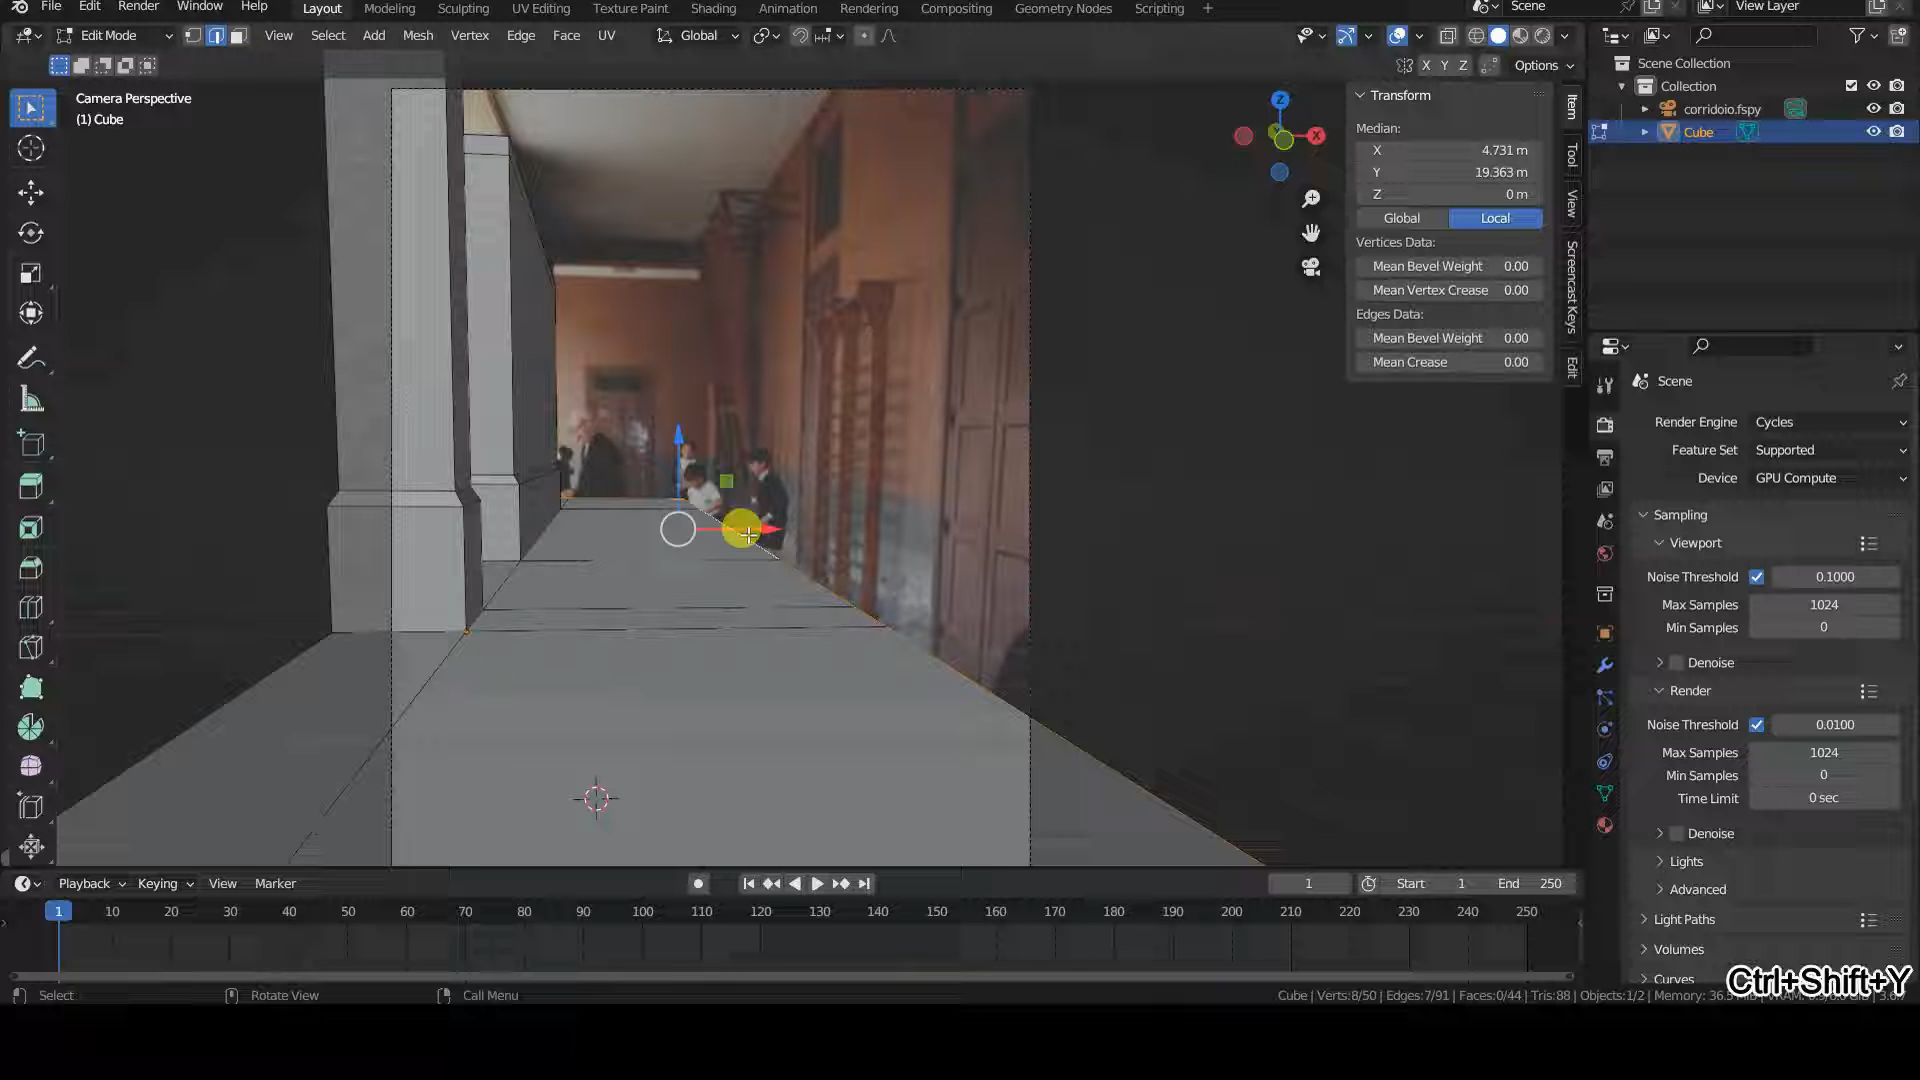 File Edit Render Window Help Layout Modeling Sculpting UV Editing Texture Paint Shading Animation Rendering Compositing Geometry Nodes Scripting + Scene View Layer
Edit Mode View Select Add Mesh Vertex Edge Face UV Global
X Y Z Options
Camera Perspective
(1) Cube
Z
X
Transform
Median:
X 4.731 m
Y 19.363 m
Z 0 m
Global Local
Vertices Data:
Mean Bevel Weight 0.00
Mean Vertex Crease 0.00
Edges Data:
Mean Bevel Weight 0.00
Mean Crease 0.00
Item
Tool
View
Screencast Keys
Edit
Scene Collection
Collection
corridoio.fspy
Cube
Scene
Render Engine Cycles
Feature Set Supported
Device GPU Compute
Sampling
Viewport
Noise Threshold 0.1000
Max Samples 1024
Min Samples 0
Denoise
Render
Noise Threshold 0.0100
Max Samples 1024
Min Samples 0
Time Limit 0 sec
Denoise
Lights
Advanced
Light Paths
Volumes
Curves
Playback Keying View Marker 1 Start 1 End 250
1 10 20 30 40 50 60 70 80 90 100 110 120 130 140 150 160 170 180 190 200 210 220 230 240 250
Ctrl+Shift+Y
Select Rotate View Call Menu Cube | Verts:8/50 | Edges:7/91 | Faces:0/44 | Tris:88 | Objects:1/2 | Memory: 36.5